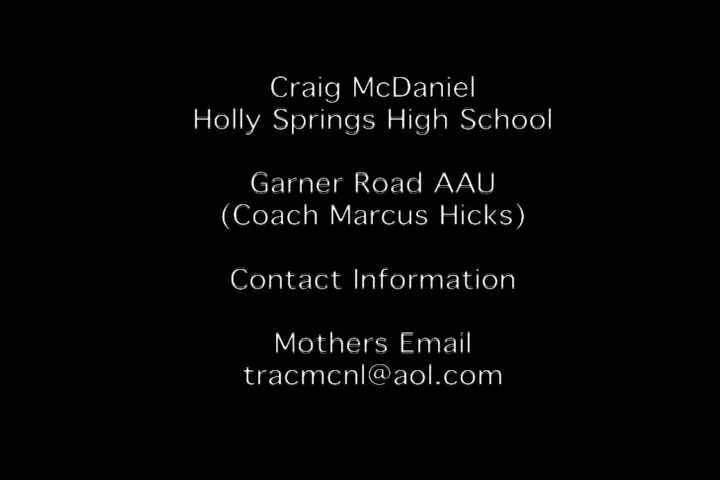 Craig McDaniel
Holly Springs High School
Garner Road AAU
(Coach Marcus Hicks)
Contact Information
Mothers Email
tracmcnl@aol.com